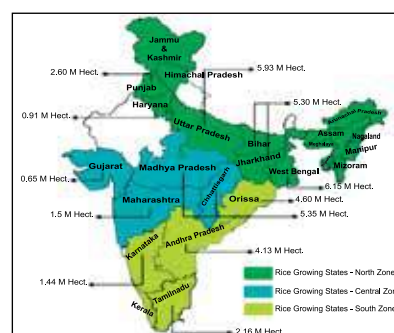 Jammu
&
Kashmir
2.60 M Hect.
Himachal Pradesh
5.93 M Hect.
Punjab
5.30 M Hect.
Haryana
0.91 M Hect.
Arunachal Pradesh
Uttar Pradesh
Assam
Nagaland
Bihar
Meghalaya
Manipur
Jharkhand
Mizoram
Gujarat
Madhya Pradesh
West Bengal
0.65 M Hect.
Chhattisgarh
6.15 M Hect.
Maharashtra
Orissa
4.60 M Hect.
1.5 M Hect.
5.35 M Hect.
Karnataka
Andhra Pradesh
4.13 M Hect.
Rice Growing States - North Zone
1.44 M Hect.
Rice Growing States - Central Zone
Kerala
Tamilnadu
Rice Growing States - South Zone
2.16 M Hect.